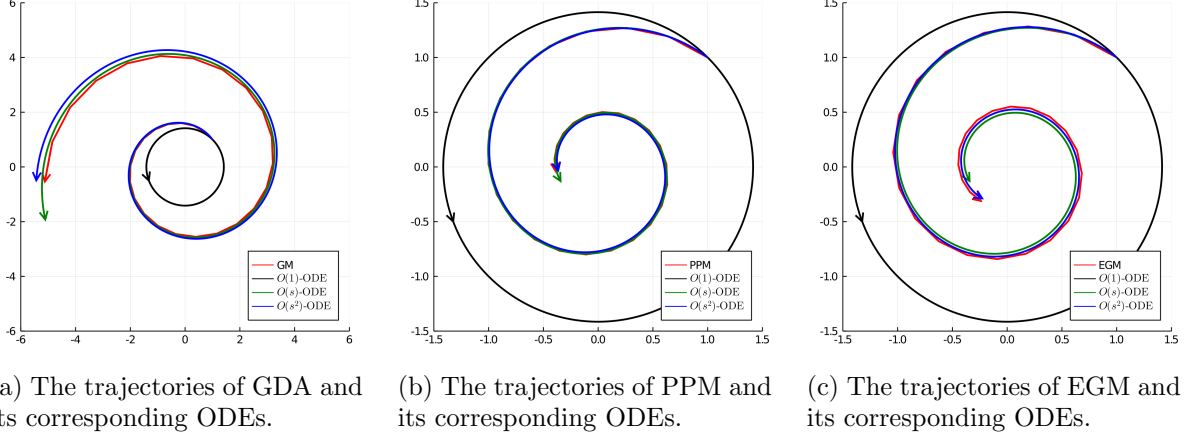 6
4
2
0
-2
-4
-6
-6 -4 -2 0 2 4 6
GM
O(1)-ODE
O(s)-ODE
O(s²)-ODE
1.5
1.0
0.5
0.0
-0.5
-1.0
-1.5
-1.5 -1.0 -0.5 0.0 0.5 1.0 1.5
PPM
O(1)-ODE
O(s)-ODE
O(s²)-ODE
1.5
1.0
0.5
0.0
-0.5
-1.0
-1.5
-1.5 -1.0 -0.5 0.0 0.5 1.0 1.5
EGM
O(1)-ODE
O(s)-ODE
O(s²)-ODE
a) The trajectories of GDA and
ts corresponding ODEs.
(b) The trajectories of PPM and
its corresponding ODEs.
(c) The trajectories of EGM and
its corresponding ODEs.